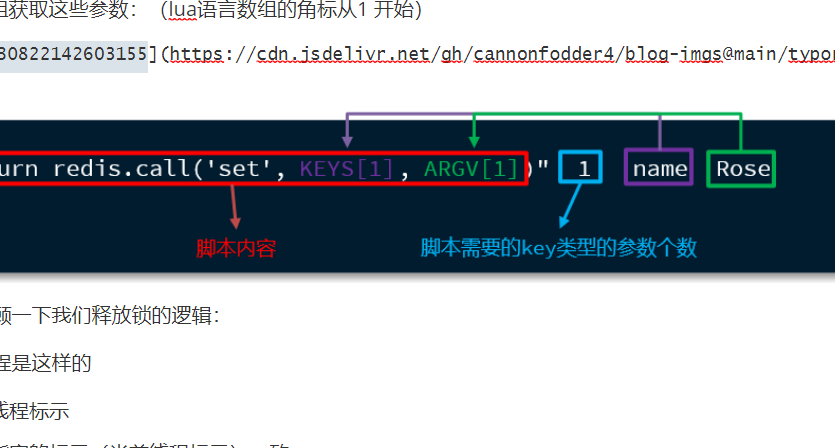 组获取这些参数：（lua语言数组的角标从1 开始）
30822142603155](https://cdn.jsdelivr.net/gh/cannonfodder4/blog-imgs@main/typor
urn redis.call('set', KEYS[1], ARGV[1])" 1 name Rose
脚本内容 脚本需要的key类型的参数个数
顾一下我们释放锁的逻辑：
程是这样的
线程标示